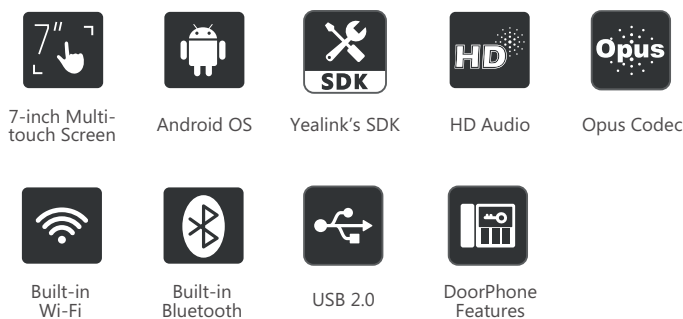 7"
SDK
HD
Opus
7-inch Multi-
touch Screen
Android OS
Yealink's SDK
HD Audio
Opus Codec
Built-in
Wi-Fi
Built-in
Bluetooth
USB 2.0
DoorPhone
Features